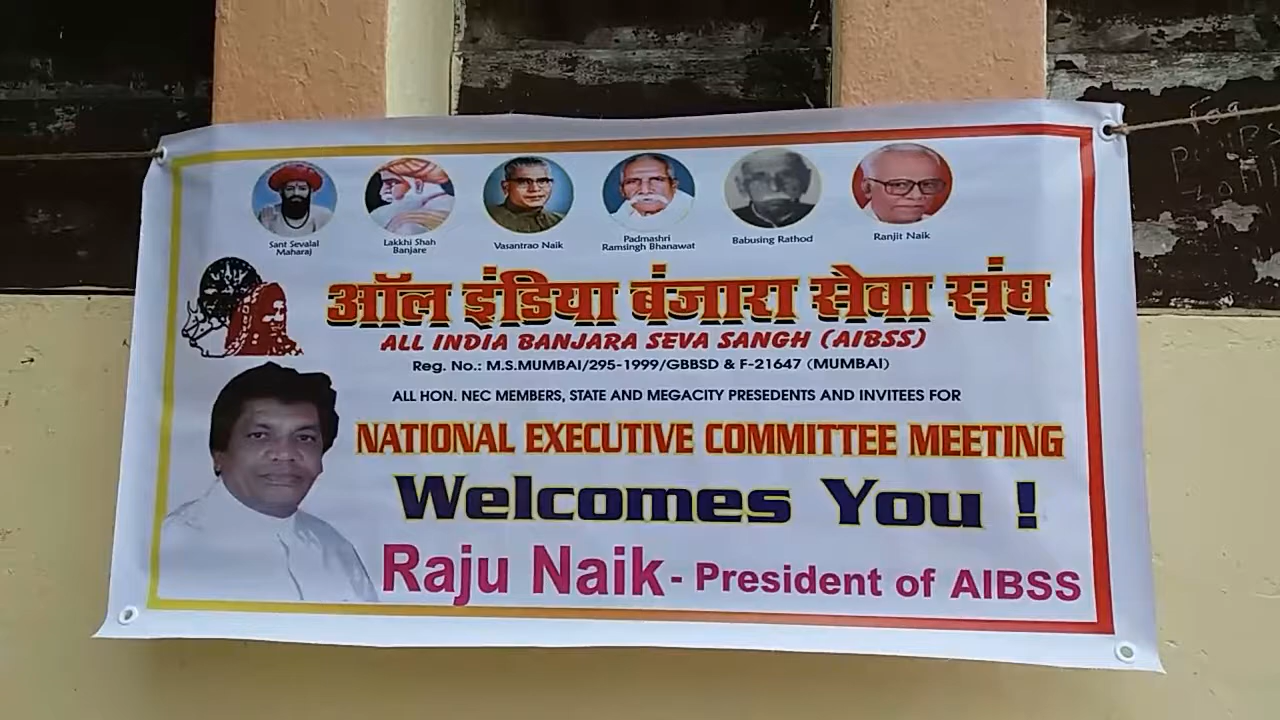 Sant Sevalal Maharaj
Lakkhi Shah Banjare
Vasantrao Naik
Padmashri Ramsingh Bhanawat
Babusing Rathod
Ranjit Naik
ऑल इंडिया बंजारा सेवा संघ
ALL INDIA BANJARA SEVA SANGH (AIBSS)
Reg. No.: M.S.MUMBAI/295-1999/GBBSD & F-21647 (MUMBAI)
ALL HON. NEC MEMBERS, STATE AND MEGACITY PRESEDENTS AND INVITEES FOR
NATIONAL EXECUTIVE COMMITTEE MEETING
Welcomes You !
Raju Naik - President of AIBSS